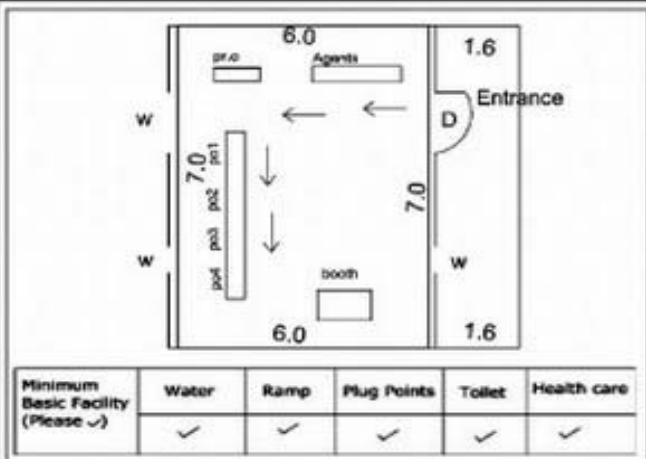 6.0
1.6
pr.o
Agents
Entrance
W
D
7.0
po1
po2
po3
po4
7.0
W
W
booth
6.0
1.6
Minimum Basic Facility (Please ✓)
Water
Ramp
Plug Points
Toilet
Health care
✓ ✓ ✓ ✓ ✓